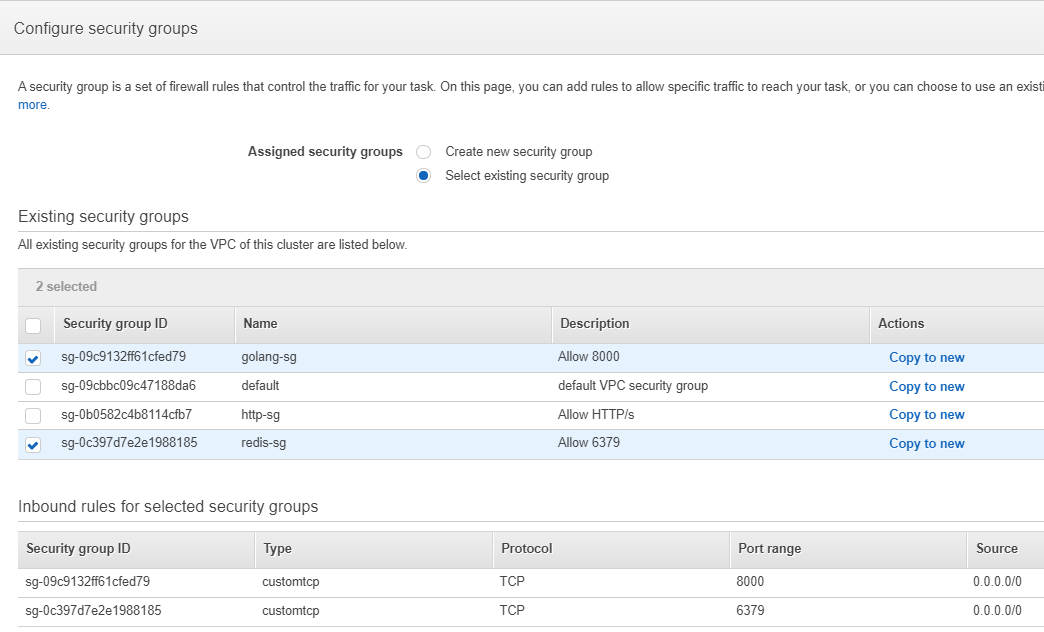 Configure security groups
A security group is a set of firewall rules that control the traffic for your task. On this page, you can add rules to allow specific traffic to reach your task, or you can choose to use an existi
more.
Assigned security groups Create new security group
Select existing security group
Existing security groups
All existing security groups for the VPC of this cluster are listed below.
2 selected
Security group ID Name Description Actions
sg-09c9132ff61cfed79 golang-sg Allow 8000 Copy to new
sg-09cbbc09c47188da6 default default VPC security group Copy to new
sg-0b0582c4b8114cfb7 http-sg Allow HTTP/s Copy to new
sg-0c397d7e2e1988185 redis-sg Allow 6379 Copy to new
Inbound rules for selected security groups
Security group ID Type Protocol Port range Source
sg-09c9132ff61cfed79 customtcp TCP 8000 0.0.0.0/0
sg-0c397d7e2e1988185 customtcp TCP 6379 0.0.0.0/0